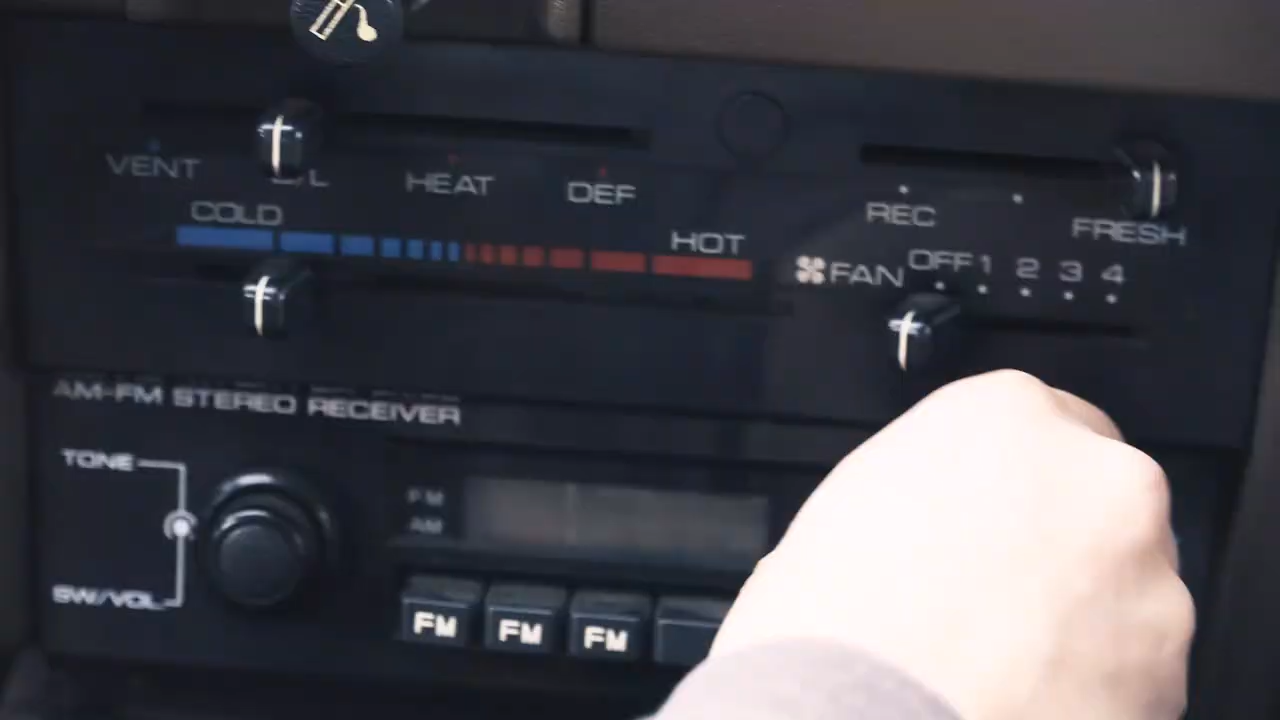 VENT
HEAT
DEF
COLD
HOT
REC
FRESH
FAN
OFF 1 2 3 4
AM-FM STEREO RECEIVER
TONE
SW/VOL
FM
AM
FM FM FM